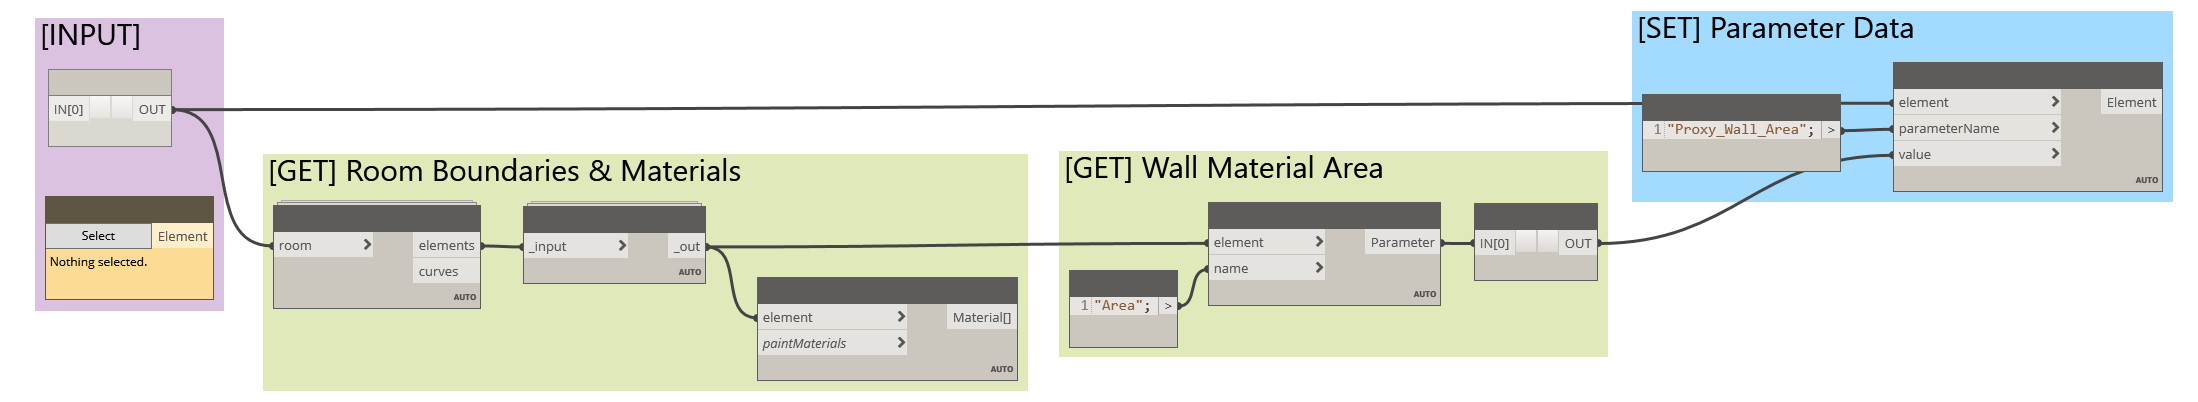 [INPUT]
IN[0] OUT
Select Element
Nothing selected.
[GET] Room Boundaries & Materials
room elements
curves
AUTO
_input _out
AUTO
element Material[]
paintMaterials
AUTO
[GET] Wall Material Area
element Parameter
name
AUTO
1 "Area"; >
IN[0] OUT
[SET] Parameter Data
1 "Proxy_Wall_Area"; >
element Element
parameterName
value
AUTO